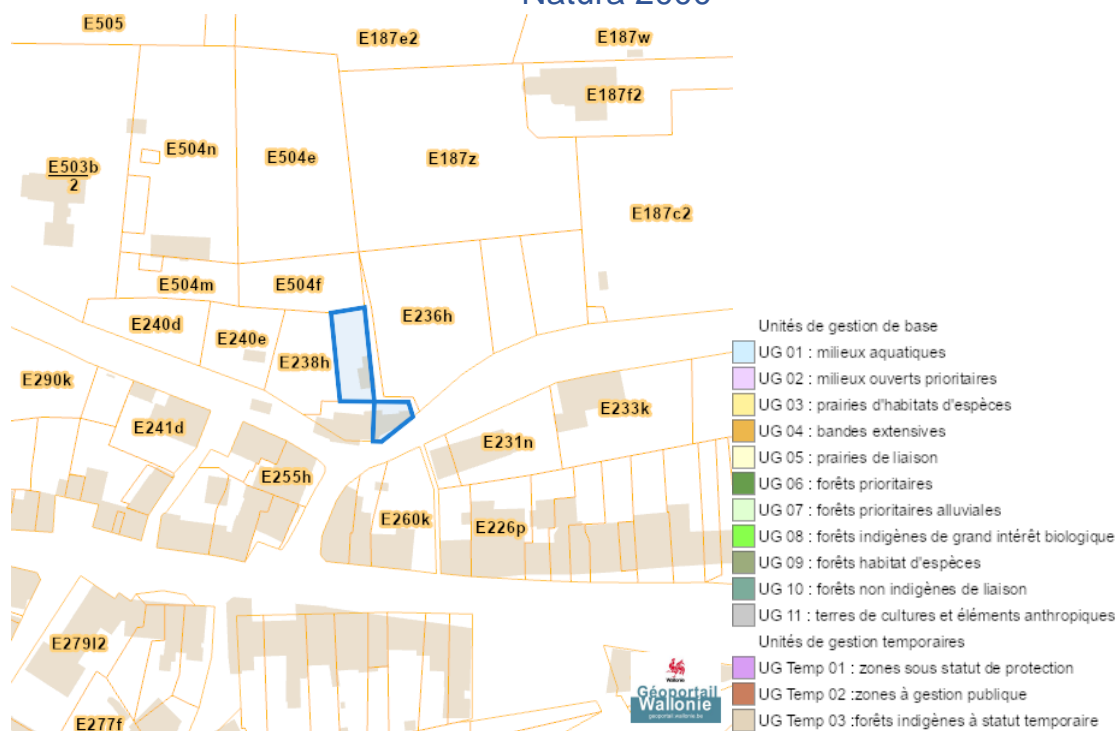 Natura 2000
E505
E187e2
E187w
E187f2
E504n
E504e
E187z
E503b
2
E187c2
E504m
E504f
E240d
E240e
E236h
E238h
E290k
E241d
E233k
E231n
E255h
E260k
E226p
E279l2
E277f
Unités de gestion de base
UG 01 : milieux aquatiques
UG 02 : milieux ouverts prioritaires
UG 03 : prairies d'habitats d'espèces
UG 04 : bandes extensives
UG 05 : prairies de liaison
UG 06 : forêts prioritaires
UG 07 : forêts prioritaires alluviales
UG 08 : forêts indigènes de grand intérêt biologique
UG 09 : forêts habitat d'espèces
UG 10 : forêts non indigènes de liaison
UG 11 : terres de cultures et éléments anthropiques
Unités de gestion temporaires
UG Temp 01 : zones sous statut de protection
UG Temp 02 :zones à gestion publique
UG Temp 03 :forêts indigènes à statut temporaire
Wallonie
Géoportail
Wallonie
geoportail.wallonie.be